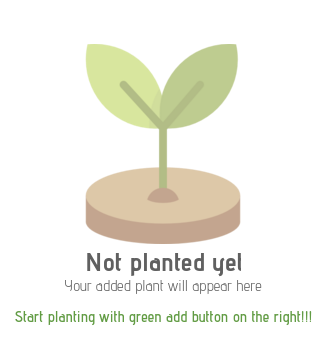 Not planted yet
Your added plant will appear here
Start planting with green add button on the right!!!